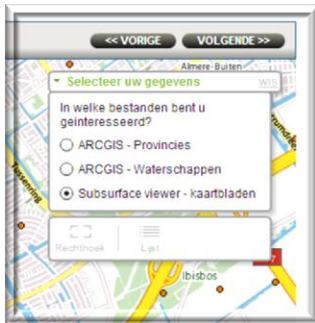 << VORIGE VOLGENDE >>
Almere-Buiten
Selecteer uw gegevens WIS
In welke bestanden bent u
geinteresseerd?
ARCGIS - Provincies
ARCGIS - Waterschappen
Subsurface viewer - kaartbladen
Tussenring
Rechthoek Lijst
Ibisbos